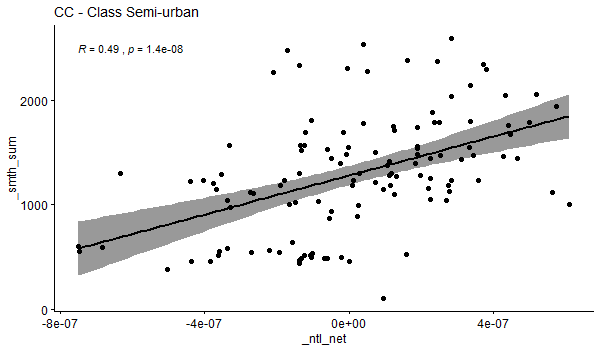 CC - Class Semi-urban
R = 0.49 , p = 1.4e-08
_smth_sum
2000
1000
0
-8e-07 -4e-07 0e+00 4e-07
_ntl_net